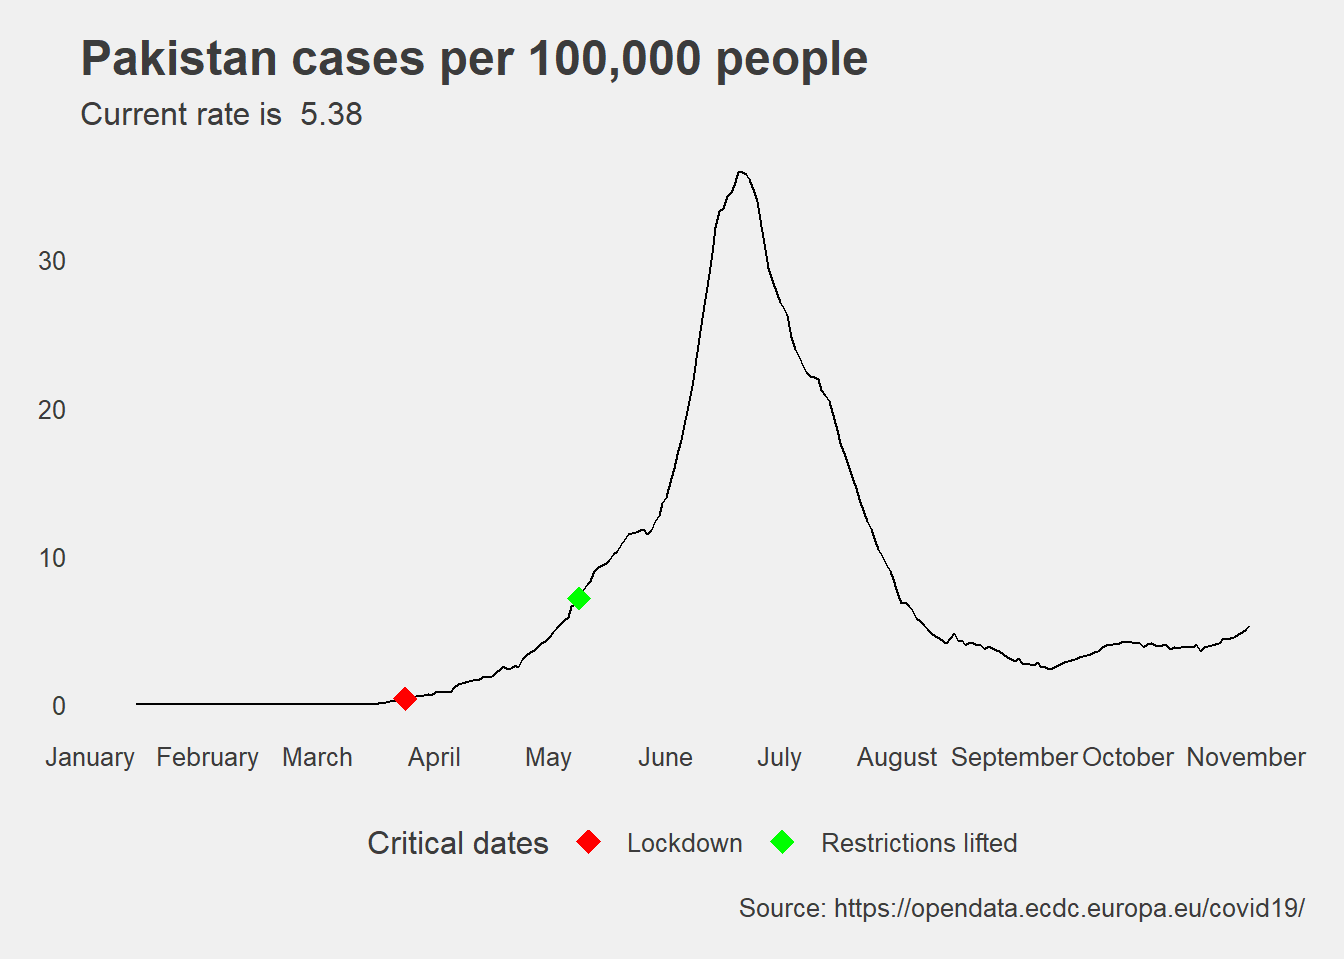 Pakistan cases per 100,000 people
Current rate is  5.38
30
20
10
0
January February March April May June July August September October November
Critical dates Lockdown Restrictions lifted
Source: https://opendata.ecdc.europa.eu/covid19/